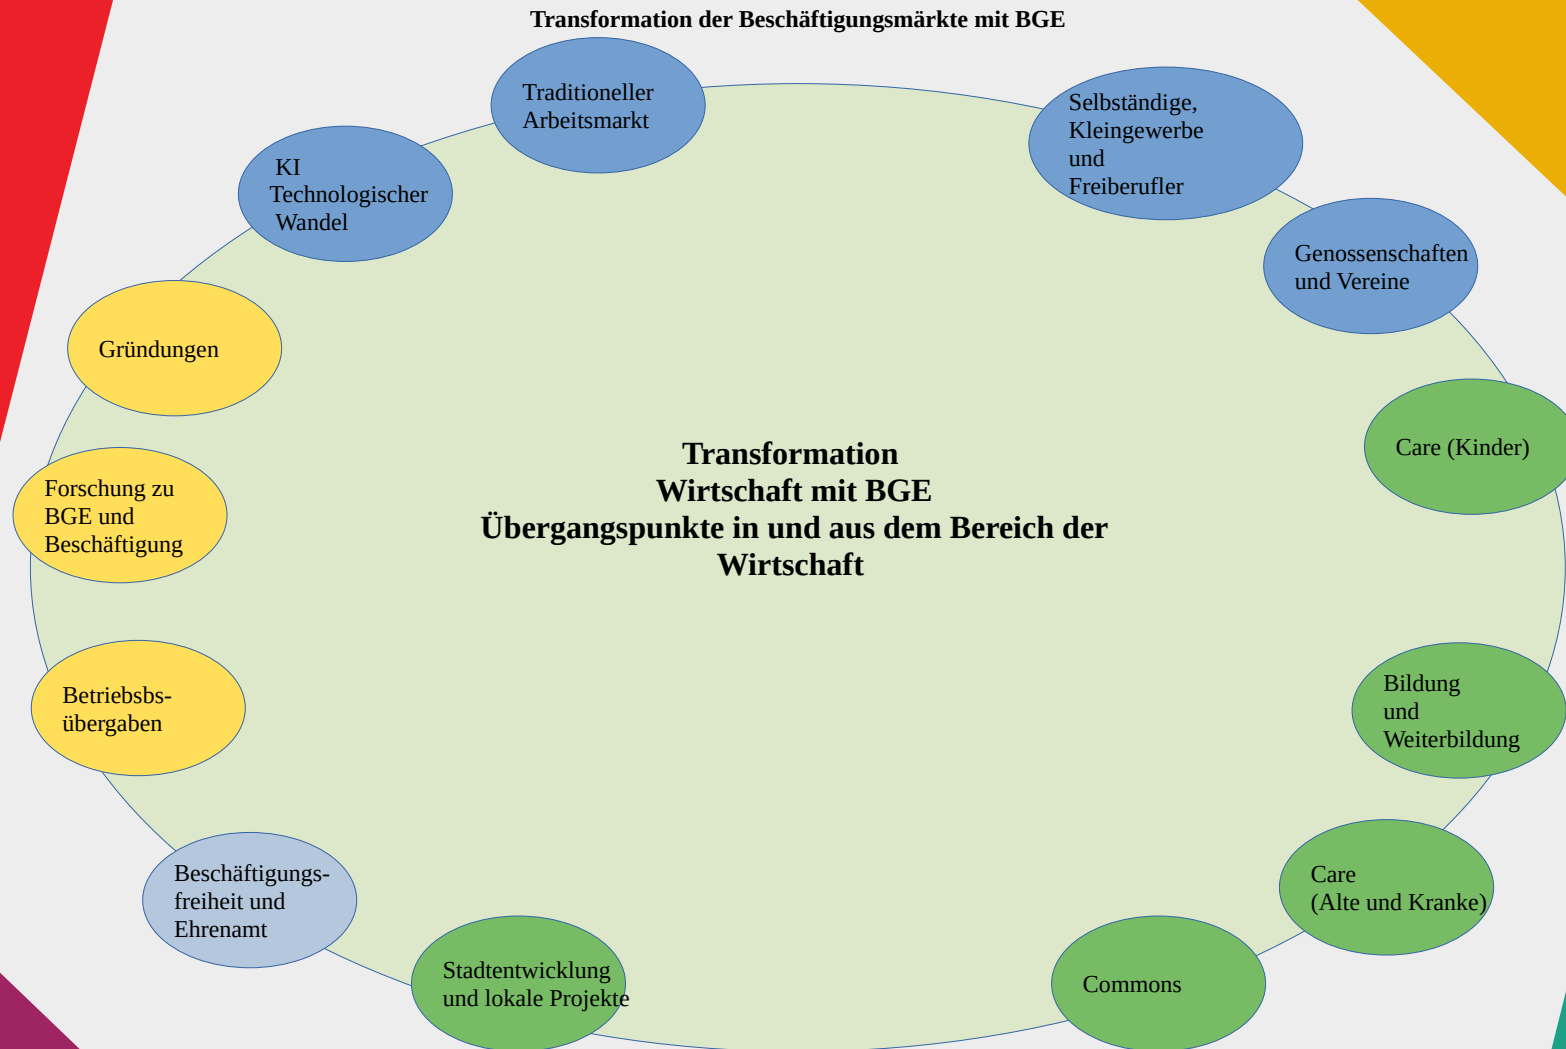 Transformation der Beschäftigungsmärkte mit BGE
Traditioneller
Arbeitsmarkt
Selbständige,
Kleingewerbe
und
Freiberufler
KI
Technologischer
Wandel
Genossenschaften
und Vereine
Gründungen
Care (Kinder)
Transformation
Wirtschaft mit BGE
Übergangspunkte in und aus dem Bereich der
Wirtschaft
Forschung zu
BGE und
Beschäftigung
Betriebsbs-
übergaben
Bildung
und
Weiterbildung
Beschäftigungs-
freiheit und
Ehrenamt
Care
(Alte und Kranke)
Stadtentwicklung
und lokale Projekte
Commons